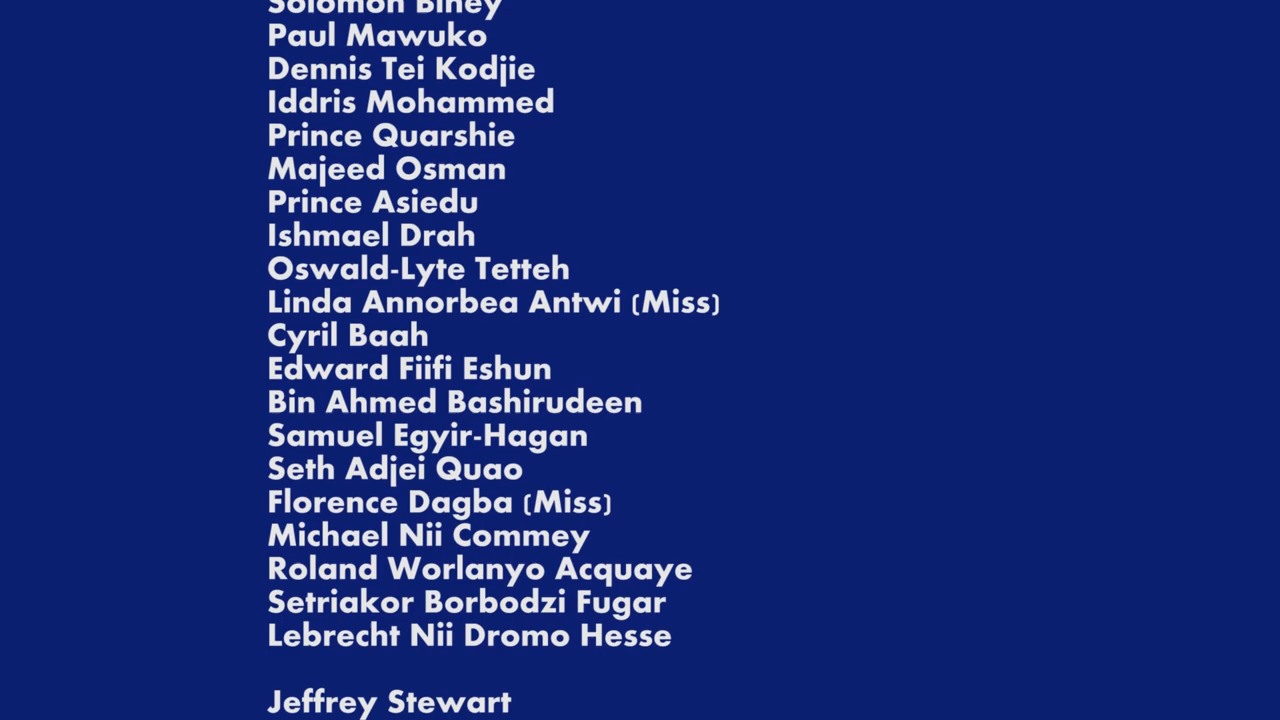 Solomon Biney
Paul Mawuko
Dennis Tei Kodjie
Iddris Mohammed
Prince Quarshie
Majeed Osman
Prince Asiedu
Ishmael Drah
Oswald-Lyte Tetteh
Linda Annorbea Antwi (Miss)
Cyril Baah
Edward Fiifi Eshun
Bin Ahmed Bashirudeen
Samuel Egyir-Hagan
Seth Adjei Quao
Florence Dagba (Miss)
Michael Nii Commey
Roland Worlanyo Acquaye
Setriakor Borbodzi Fugar
Lebrecht Nii Dromo Hesse
Jeffrey Stewart